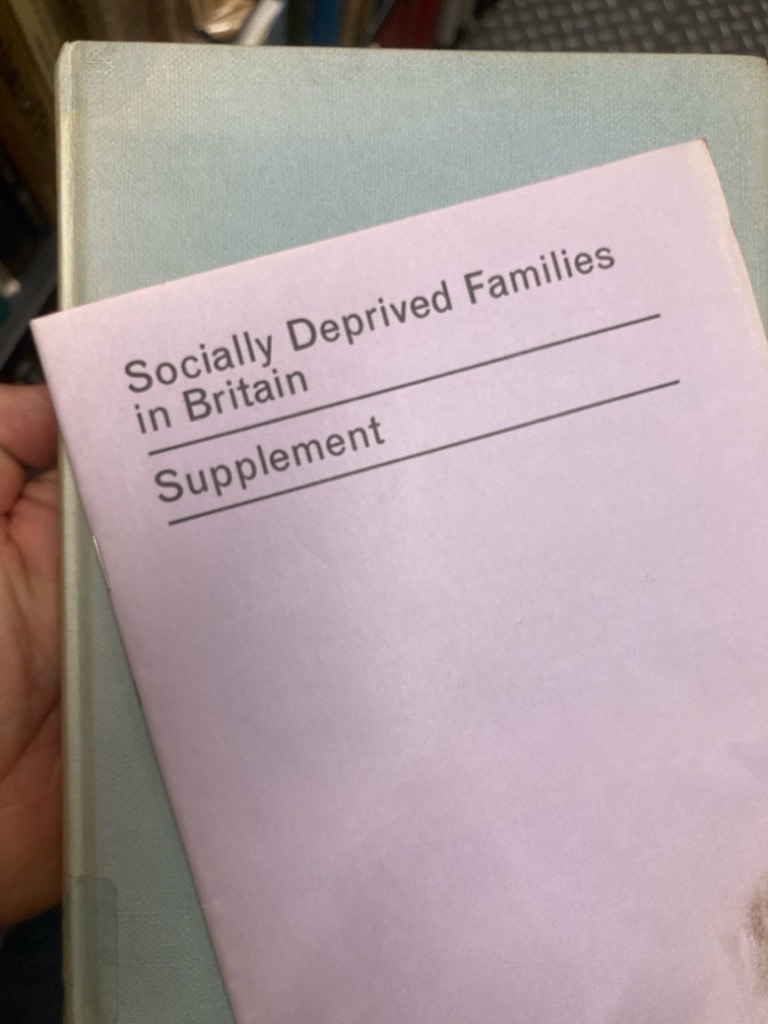 Socially Deprived Families
in Britain
Supplement